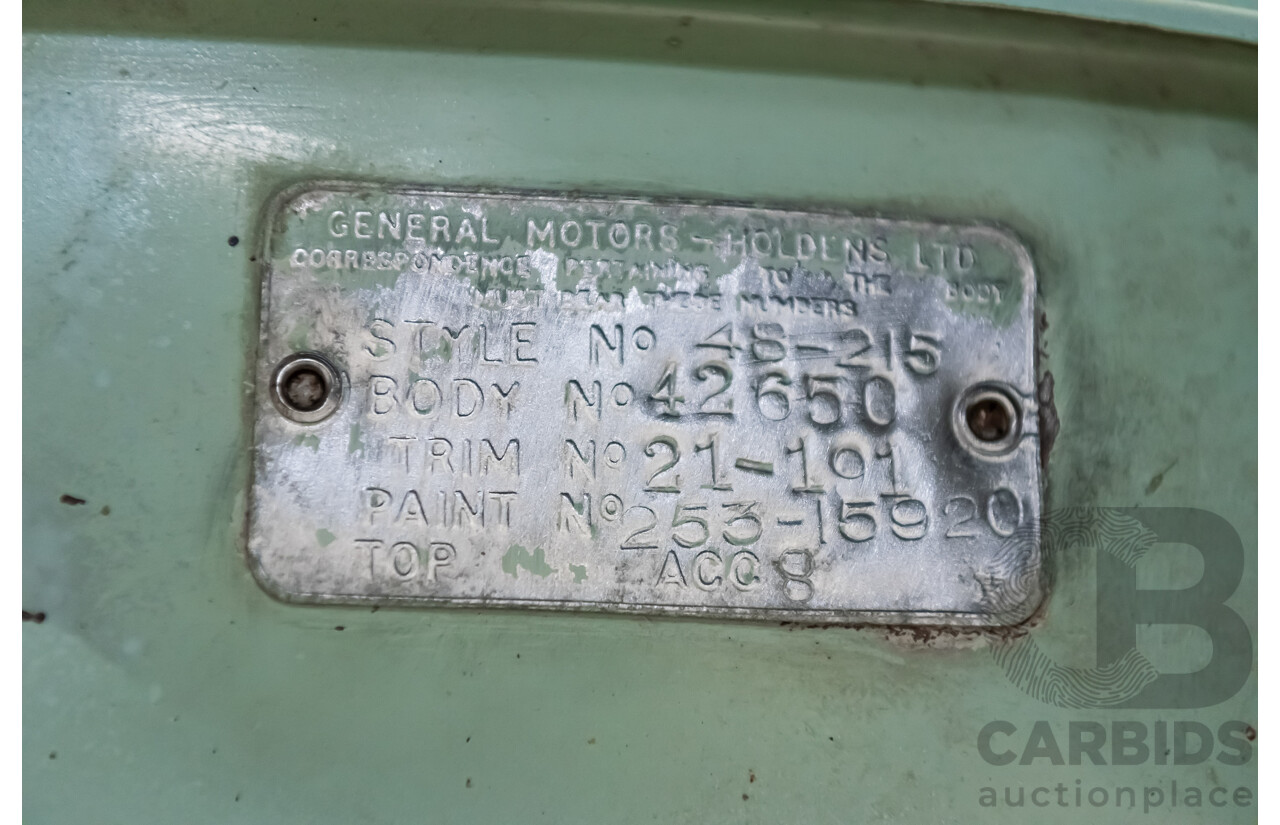 GENERAL MOTORS - HOLDENS LTD
CORRESPONDENCE PERTAINING TO THE BODY
MUST BEAR THESE NUMBERS
STYLE No 48-215
BODY No 42650
TRIM No 21-101
PAINT No 253-15920
TOP ACC 8
CB
CARBIDS
auctionplace